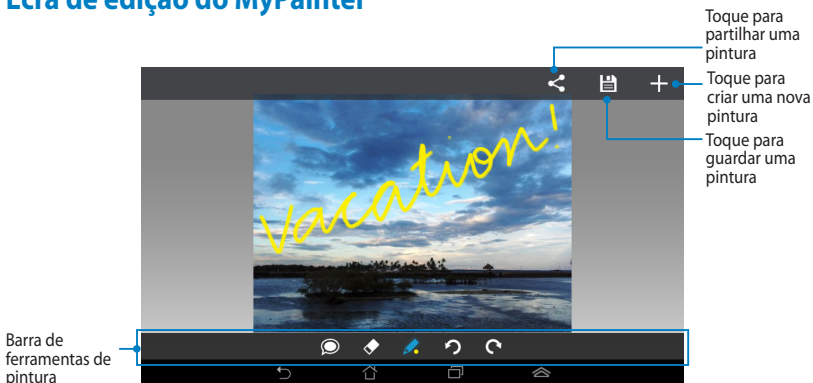 Ecrã de edição do MyPainter
Toque para
partilhar uma
pintura
Toque para
criar uma nova
pintura
Toque para
guardar uma
pintura
vacation!
Barra de
ferramentas de
pintura